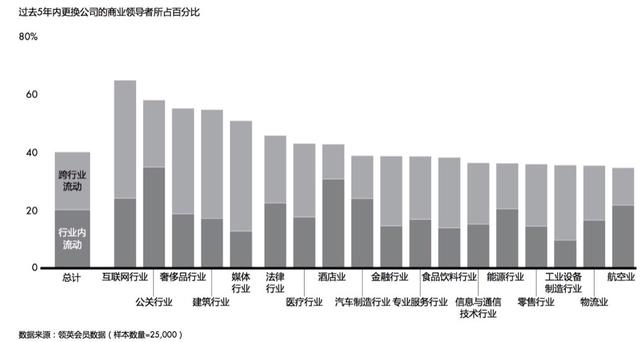 过去5年内更换公司的商业领导者所占百分比
80%
60
40
20
0
跨行业
流动
行业内
流动
总计
互联网行业
公关行业
奢侈品行业
建筑行业
媒体
行业
法律
行业
医疗行业
酒店业
汽车制造行业
金融行业
专业服务行业
食品饮料行业
信息与通信
技术行业
能源行业
零售行业
工业设备
制造行业
物流业
航空业
数据来源：领英会员数据（样本数量=25,000）